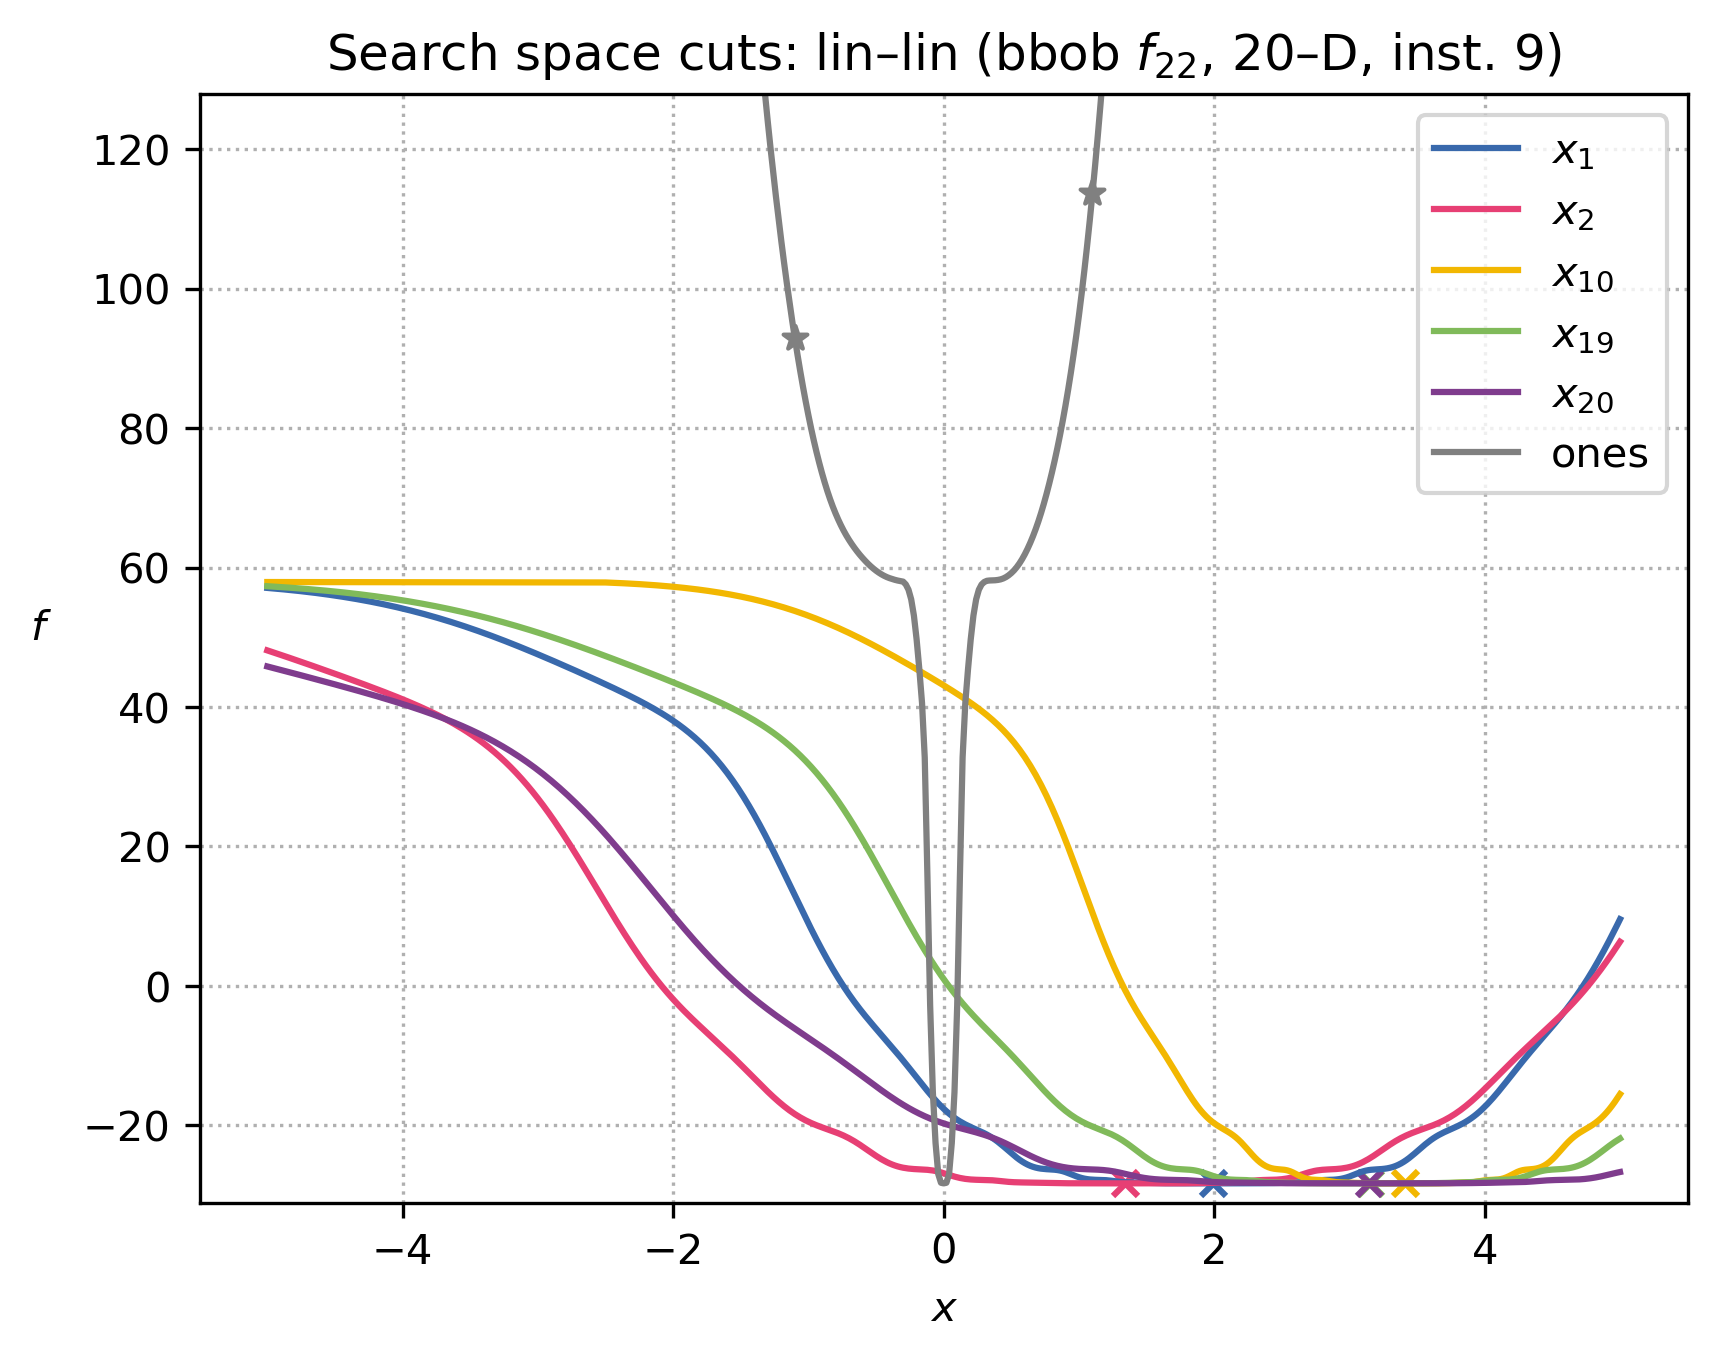 Search space cuts: lin–lin (bbob f₂₂, 20–D, inst. 9)
120
100
80
60
40
20
0
−20
f
x₁
x₂
x₁₀
x₁₉
x₂₀
ones
−4
−2
0
2
4
x